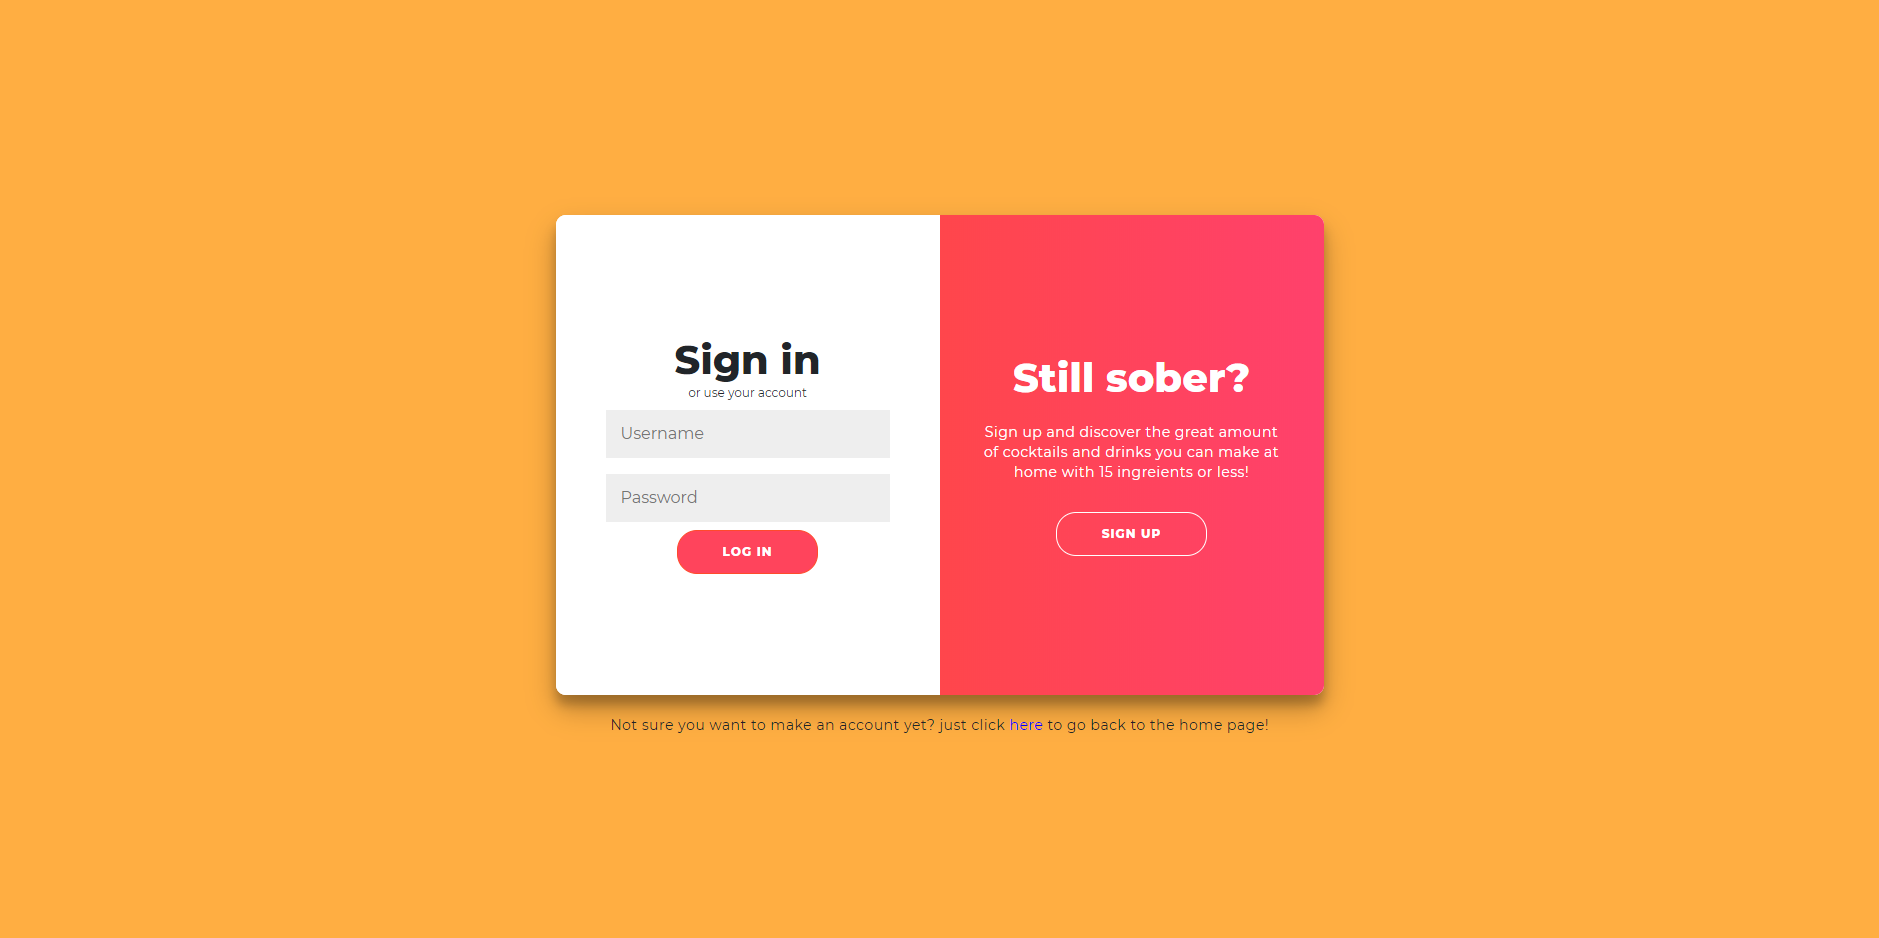 Sign in
or use your account
Username
Password
LOG IN
Still sober?
Sign up and discover the great amount
of cocktails and drinks you can make at
home with 15 ingreients or less!
SIGN UP
Not sure you want to make an account yet? just click here to go back to the home page!